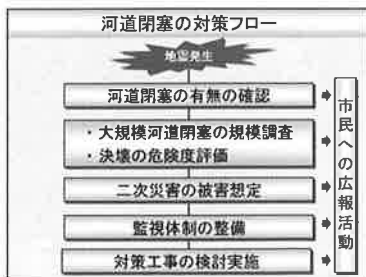 河道閉塞の対策フロー
地震発生
河道閉塞の有無の確認
・大規模河道閉塞の規模調査
・決壊の危険度評価
二次災害の被害想定
監視体制の整備
対策工事の検討実施
市民への広報活動